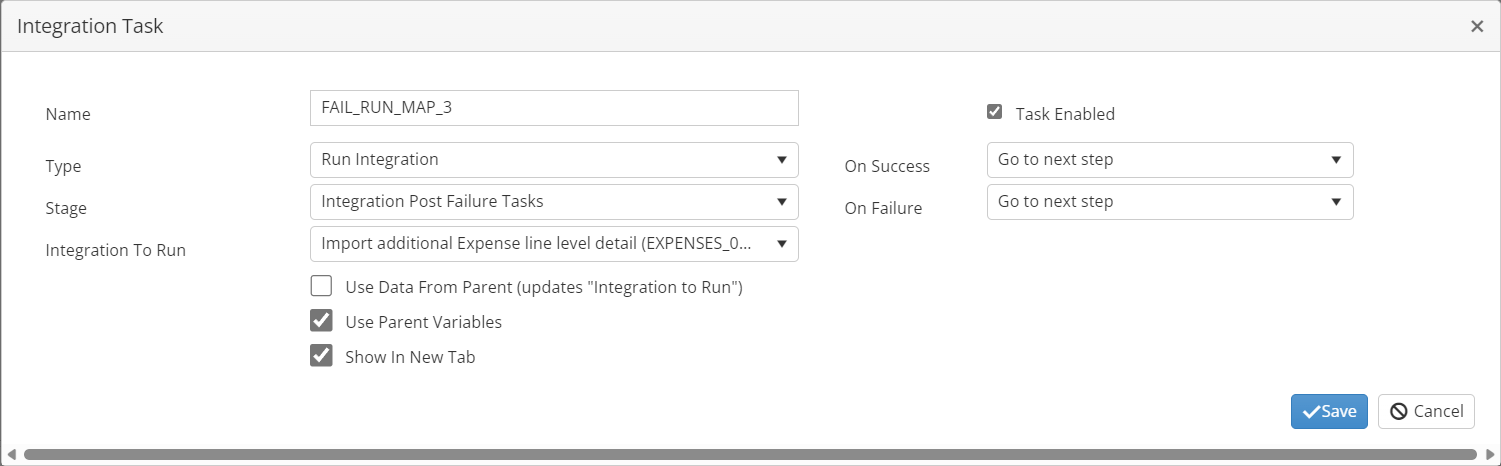 Integration Task
Name
FAIL_RUN_MAP_3
Task Enabled
Type
Run Integration
On Success
Go to next step
Stage
Integration Post Failure Tasks
On Failure
Go to next step
Integration To Run
Import additional Expense line level detail (EXPENSES_0...
Use Data From Parent (updates "Integration to Run")
Use Parent Variables
Show In New Tab
Save
Cancel